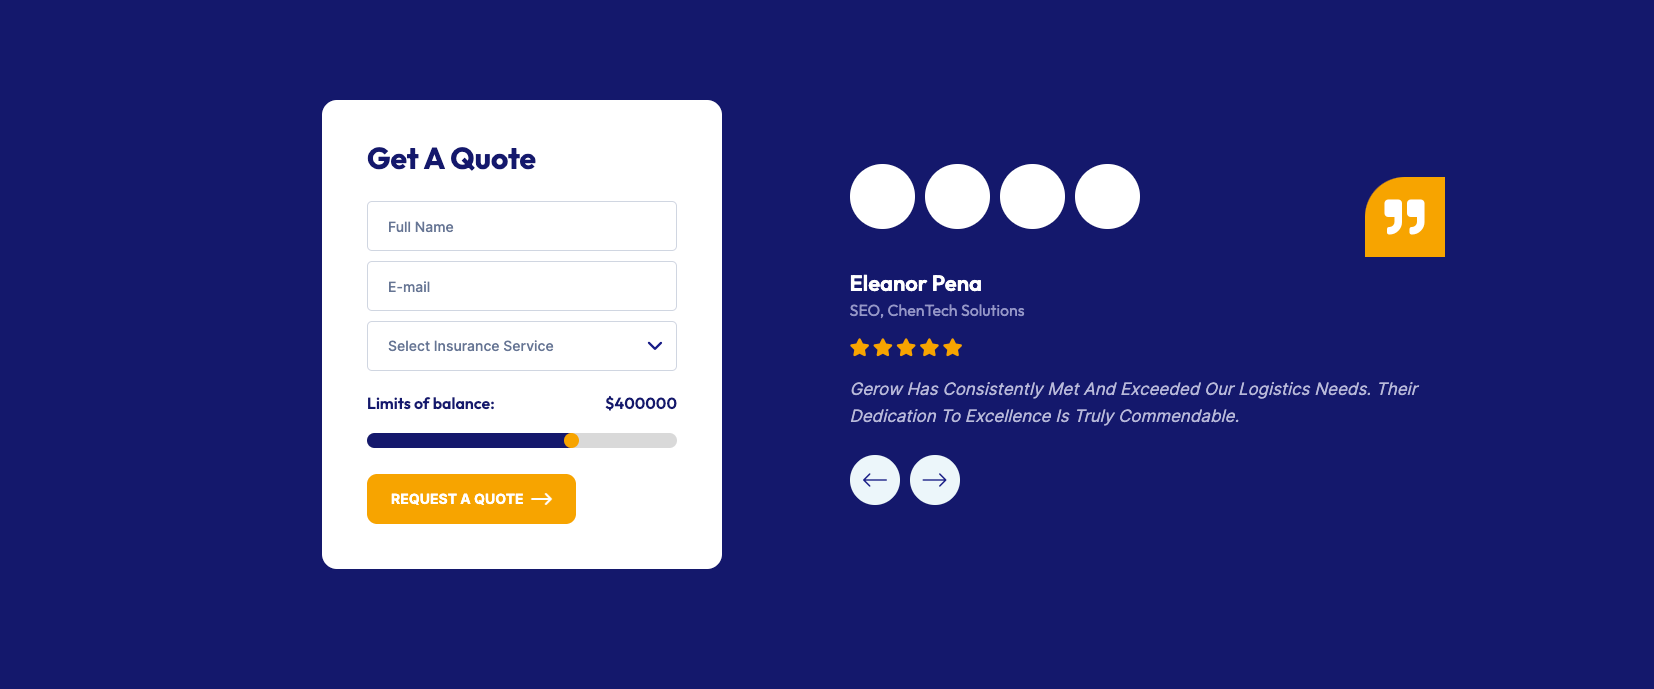 Get A Quote
Full Name
E-mail
Select Insurance Service
Limits of balance: $400000
REQUEST A QUOTE
Eleanor Pena
SEO, ChenTech Solutions
Gerow Has Consistently Met And Exceeded Our Logistics Needs. Their
Dedication To Excellence Is Truly Commendable.